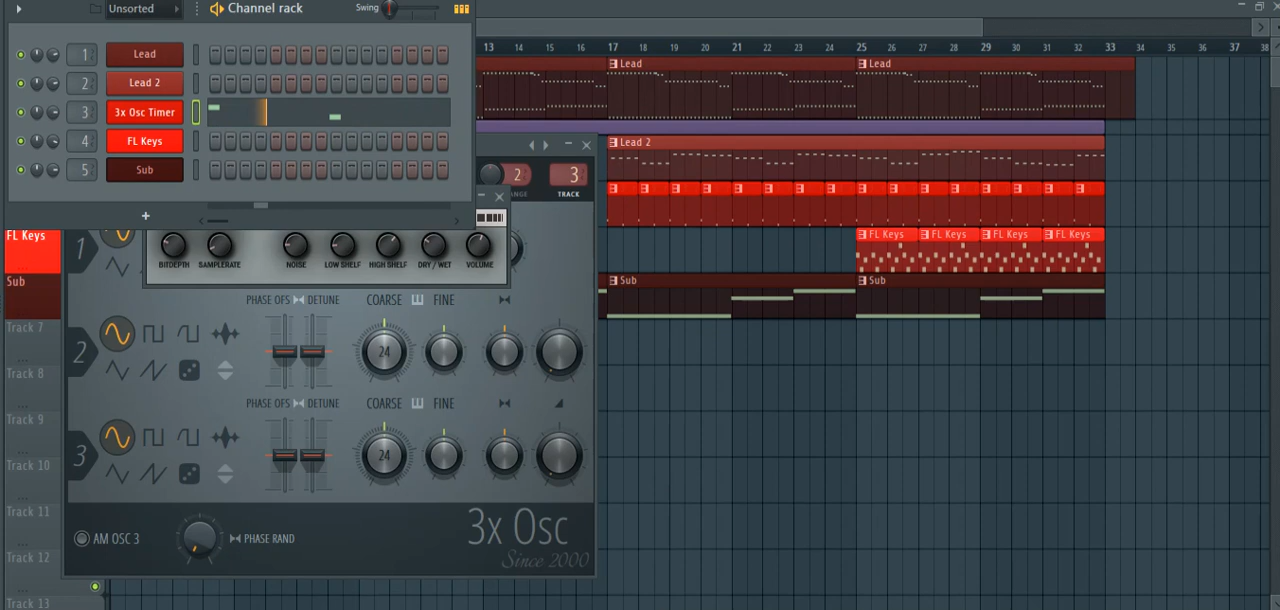 Unsorted Channel rack Swing
1 Lead
2 Lead 2
3 3x Osc Timer
4 FL Keys
5 Sub
+
13 14 15 16 17 18 19 20 21 22 23 24 25 26 27 28 29 30 31 32 33 34 35 36 37 38
Lead Lead
Lead 2
FL Keys FL Keys FL Keys FL Keys
Sub Sub
2 3
TRACK
FL Keys
Sub
Track 7
Track 8
Track 9
Track 10
Track 11
Track 12
Track 13
1
BITDEPTH SAMPLERATE NOISE LOW SHELF HIGH SHELF DRY / WET VOLUME
PHASE OFS DETUNE COARSE FINE
2 24
PHASE OFS DETUNE COARSE FINE
3 24
AM OSC 3 PHASE RAND
3x Osc
Since 2000